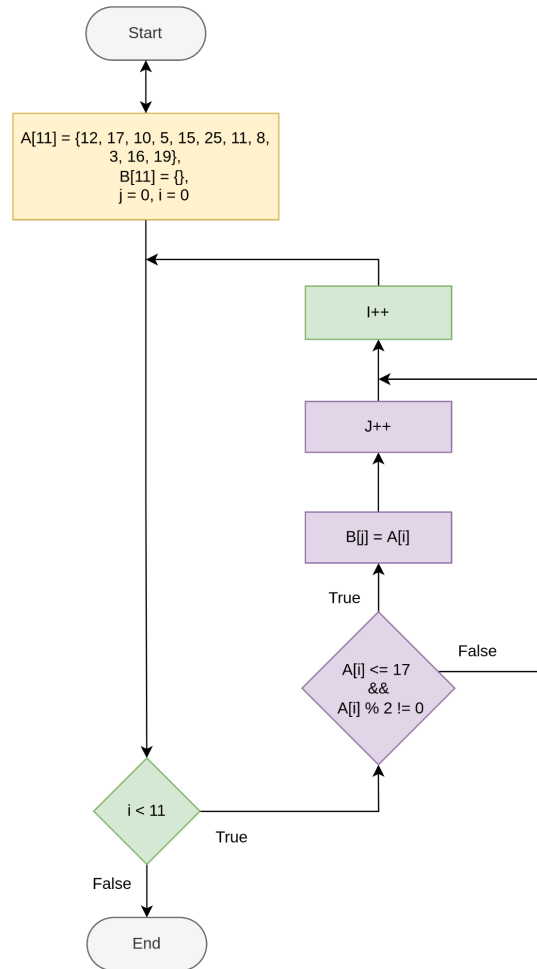 Start
A[11] = {12, 17, 10, 5, 15, 25, 11, 8,
3, 16, 19},
B[11] = {},
j = 0, i = 0
I++
J++
B[j] = A[i]
True
A[i] <= 17
&&
A[i] % 2 != 0
False
i < 11
True
False
End